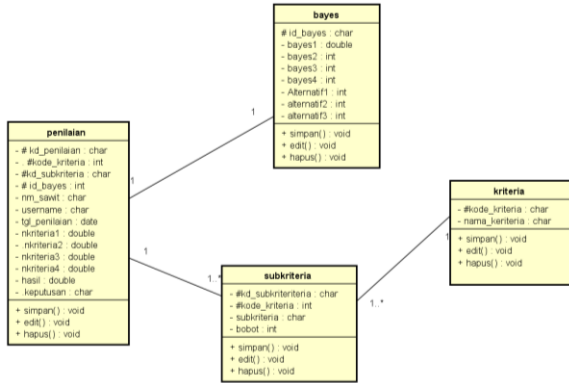 bayes
# id_bayes : char
- bayes1 : double
- bayes2 : int
- bayes3 : int
- bayes4 : int
- Alternatif1 : int
- alternatif2 : int
- alternatif3 : int
+ simpan() : void
+ edit() : void
+ hapus() : void
1
1
penilaian
- # kd_penilaian : char
- . #kode_kriteria : int
- #kd_subkriteria : char
- # id_bayes : int
- nm_sawit : char
- username : char
- tgl_penilaian : date
- nkriteria1 : double
- .nkriteria2 : double
- nkriteria3 : double
- nkriteria4 : double
- hasil : double
- .keputusan : char
+ simpan() : void
+ edit() : void
+ hapus() : void
1
1..*
subkriteria
- #kd_subkriteriteria : char
- #kode_kriteria : int
- subkriteria : char
- bobot : int
+ simpan() : void
+ edit() : void
+ hapus() : void
1..*
1
kriteria
- #kode_kriteria : char
- nama_keriteria : char
+ simpan() : void
+ edit() : void
+ hapus() : void